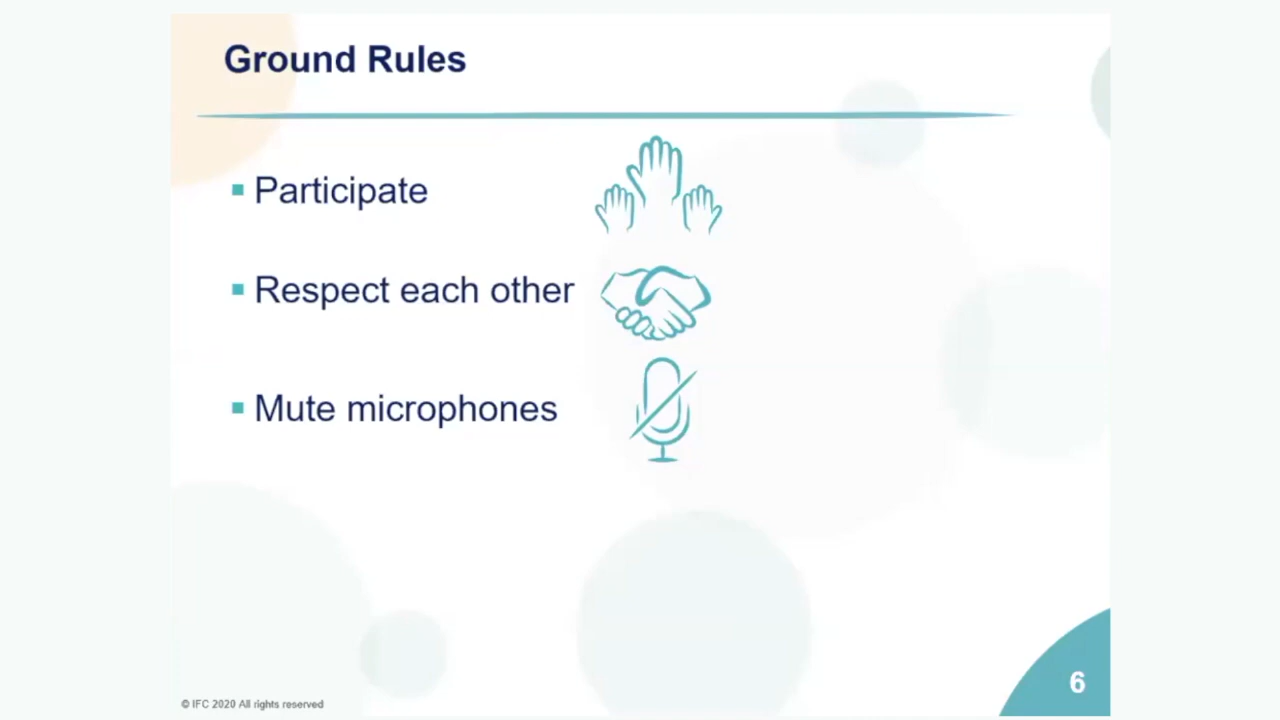 Ground Rules
Participate
Respect each other
Mute microphones
© IFC 2020 All rights reserved
6